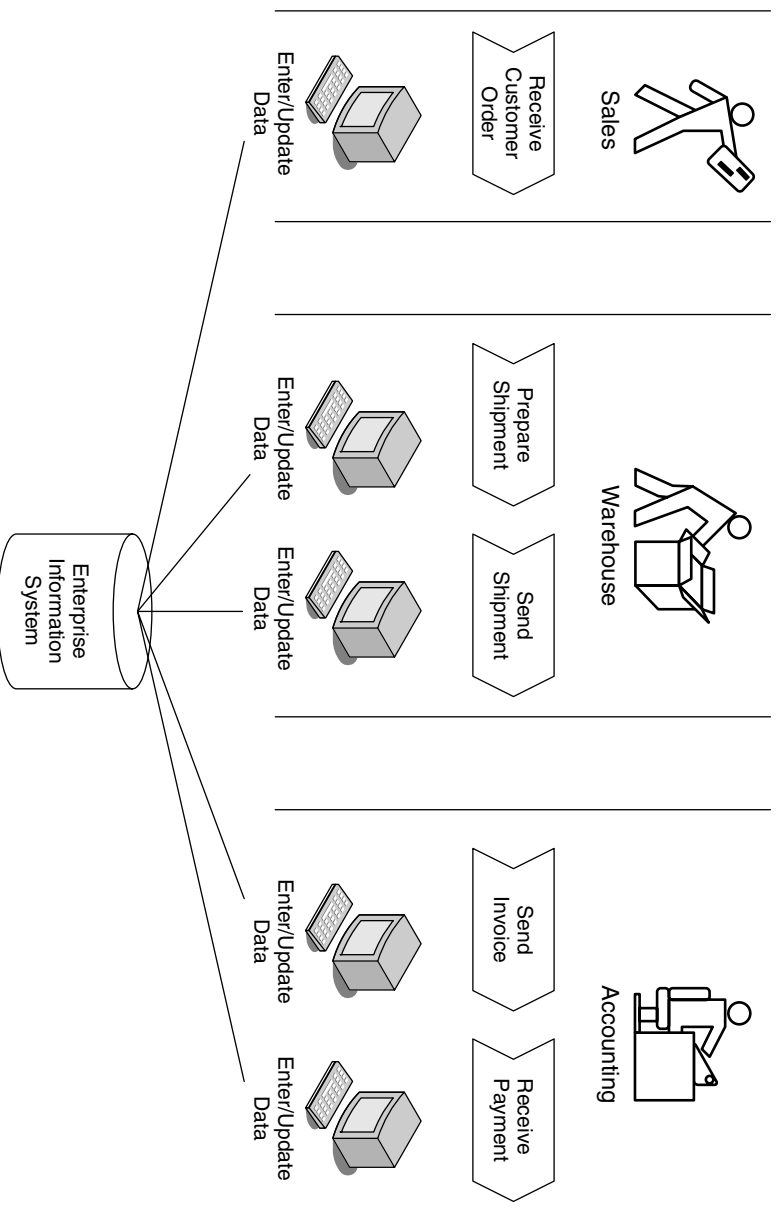 Sales
Warehouse
Accounting
Receive
Customer
Order
Prepare
Shipment
Send
Shipment
Send
Invoice
Receive
Payment
Enter/Update
Data
Enter/Update
Data
Enter/Update
Data
Enter/Update
Data
Enter/Update
Data
Enterprise
Information
System